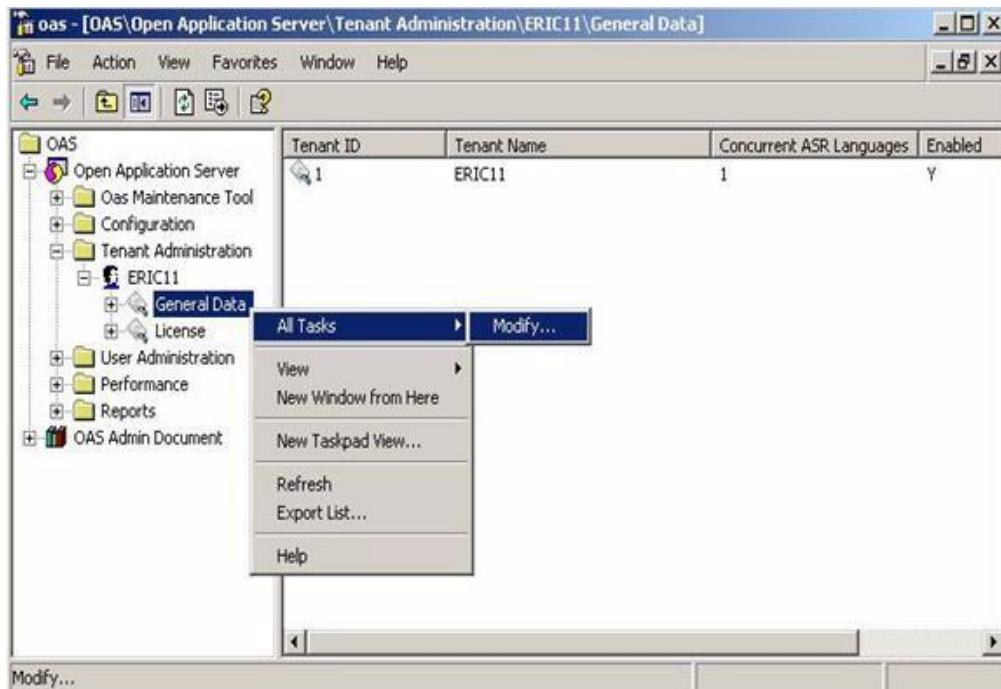 oas - [OAS\Open Application Server\Tenant Administration\ERIC11\General Data]
File Action View Favorites Window Help
OAS
Open Application Server
Oas Maintenance Tool
Configuration
Tenant Administration
ERIC11
General Data
License
User Administration
Performance
Reports
OAS Admin Document
Tenant ID Tenant Name Concurrent ASR Languages Enabled
1 ERIC11 1 Y
All Tasks
Modify...
View
New Window from Here
New Taskpad View...
Refresh
Export List...
Help
Modify...